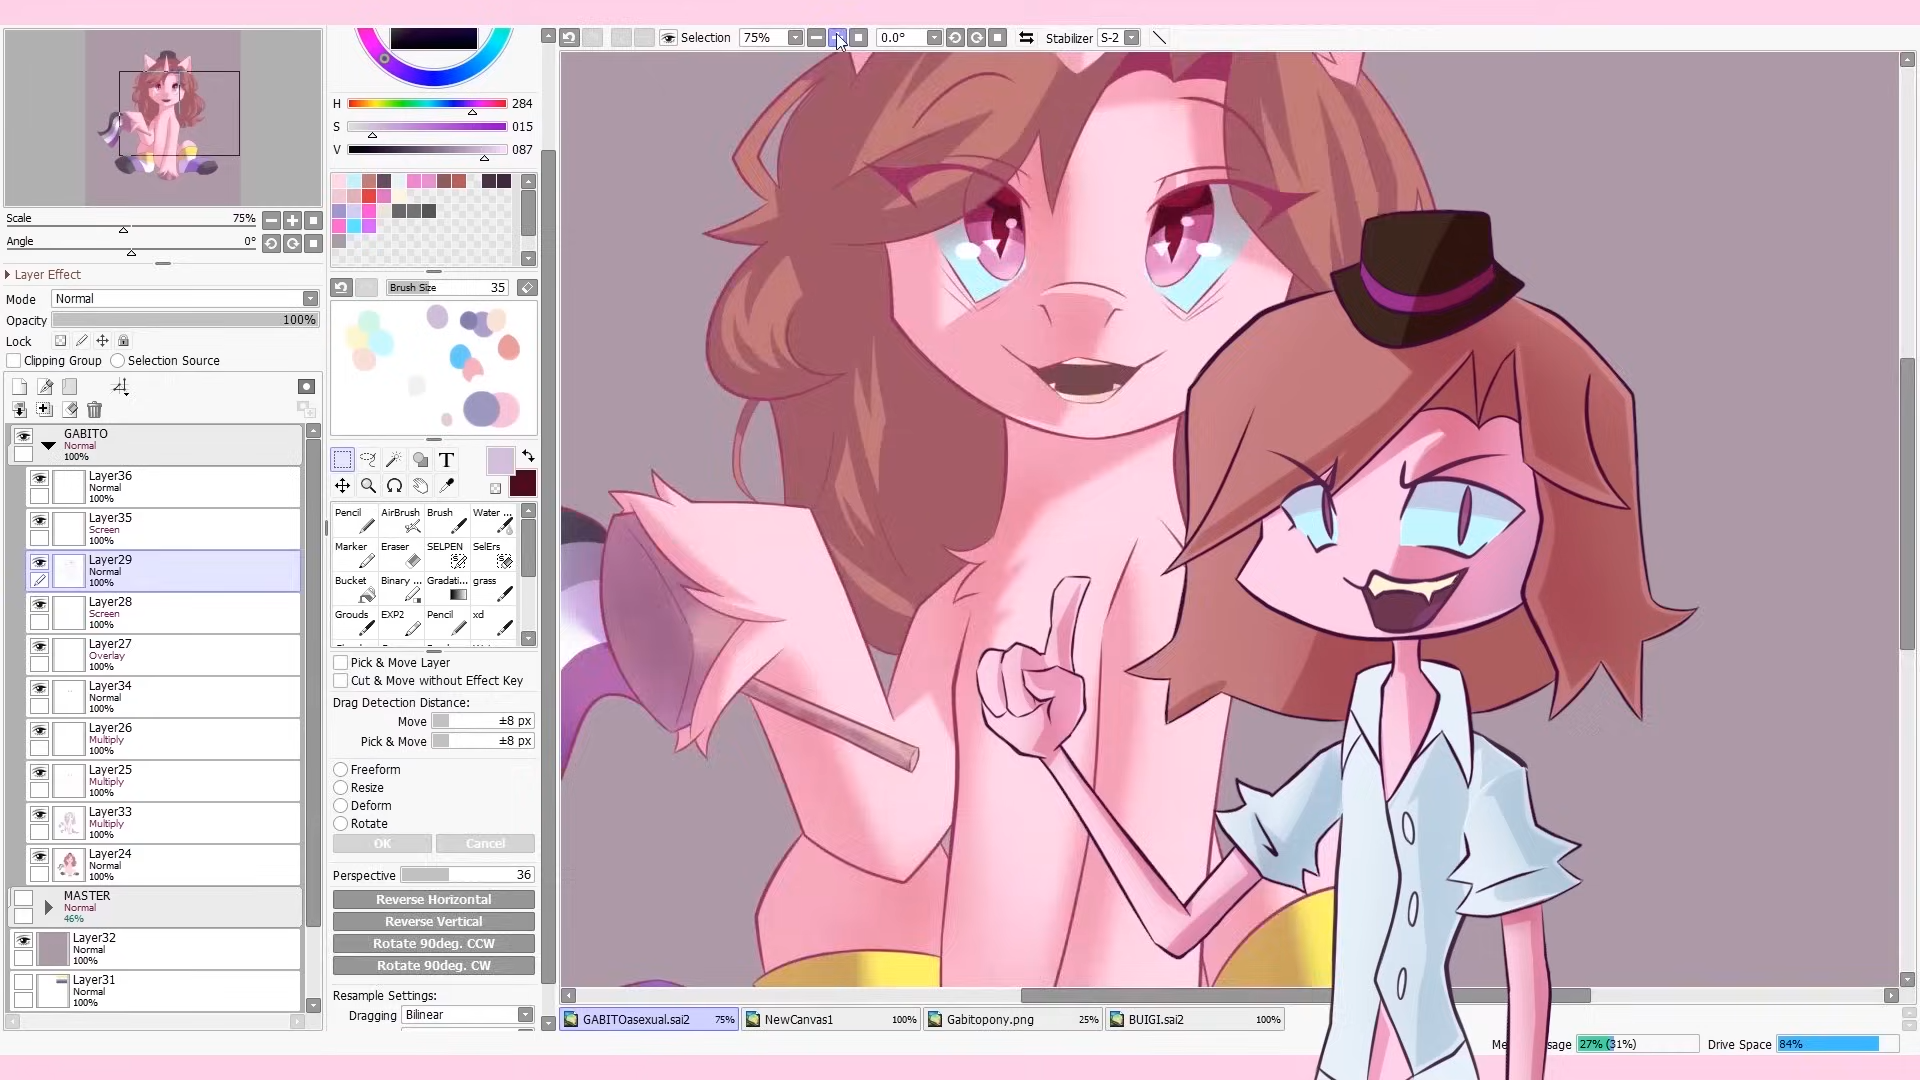 Selection 75% 0.0° Stabilizer S-2
H 284
S 015
V 087
Scale 75%
Angle 0°
Layer Effect
Mode Normal
Opacity 100%
Lock
Clipping Group Selection Source
GABITO
Normal
100%
Layer36
Normal
100%
Layer35
Screen
100%
Layer29
Normal
100%
Layer28
Screen
100%
Layer27
Overlay
100%
Layer34
Normal
100%
Layer26
Multiply
100%
Layer25
Multiply
100%
Layer33
Multiply
100%
Layer24
Normal
100%
MASTER
Normal
46%
Layer32
Normal
100%
Layer31
Normal
100%
Brush Size 35
T
Pencil AirBrush Brush Water ...
Marker Eraser SELPEN SelErs
Bucket Binary ... Gradati... grass
Grouds EXP2 Pencil xd
Pick & Move Layer
Cut & Move without Effect Key
Drag Detection Distance:
Move ±8 px
Pick & Move ±8 px
Freeform
Resize
Deform
Rotate
OK Cancel
Perspective 36
Reverse Horizontal
Reverse Vertical
Rotate 90deg. CCW
Rotate 90deg. CW
Resample Settings:
Dragging Bilinear
GABITOasexual.sai2 75% NewCanvas1 100% Gabitopony.png 25% BUIGI.sai2 100%
Me sage 27% (31%) Drive Space 84%